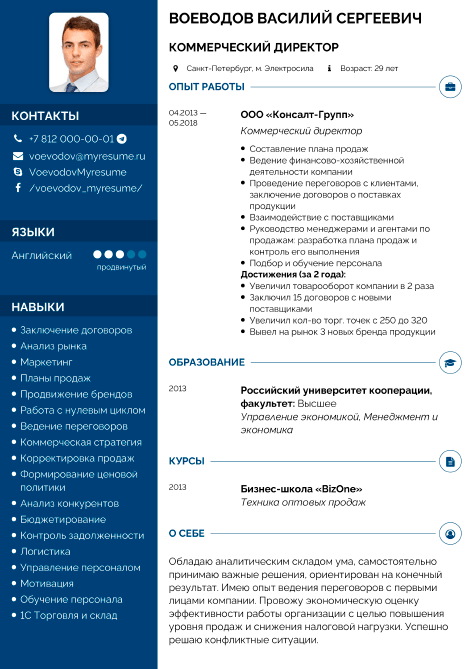 ВОЕВОДОВ ВАСИЛИЙ СЕРГЕЕВИЧ
КОММЕРЧЕСКИЙ ДИРЕКТОР
Санкт-Петербург, м. Электросила
Возраст: 29 лет
КОНТАКТЫ
+7 812 000-00-01
voevodov@myresume.ru
VoevodovMyresume
/voevodov_myresume/
ЯЗЫКИ
Английский
продвинутый
НАВЫКИ
Заключение договоров
Анализ рынка
Маркетинг
Планы продаж
Продвижение брендов
Работа с нулевым циклом
Ведение переговоров
Коммерческая стратегия
Корректировка продаж
Формирование ценовой
политики
Анализ конкурентов
Бюджетирование
Контроль задолженности
Логистика
Управление персоналом
Мотивация
Обучение персонала
1С Торговля и склад
ОПЫТ РАБОТЫ
04.2013 —
05.2018
ООО «Консалт-Групп»
Коммерческий директор
Составление плана продаж
Ведение финансово-хозяйственной
деятельности компании
Проведение переговоров с клиентами,
заключение договоров о поставках
продукции
Взаимодействие с поставщиками
Руководство менеджерами и агентами по
продажам: разработка плана продаж и
контроль его выполнения
Подбор и обучение персонала
Достижения (за 2 года):
Увеличил товарооборот компании в 2 раза
Заключил 15 договоров с новыми
поставщиками
Увеличил кол-во торг. точек с 250 до 320
Вывел на рынок 3 новых бренда продукции
ОБРАЗОВАНИЕ
2013
Российский университет кооперации,
факультет: Высшее
Управление экономикой, Менеджмент и
экономика
КУРСЫ
2013
Бизнес-школа «BizOne»
Техника оптовых продаж
О СЕБЕ
Обладаю аналитическим складом ума, самостоятельно
принимаю важные решения, ориентирован на конечный
результат. Имею опыт ведения переговоров с первыми
лицами компании. Провожу экономическую оценку
эффективности работы организации с целью повышения
уровня продаж и снижения налоговой нагрузки. Успешно
решаю конфликтные ситуации.